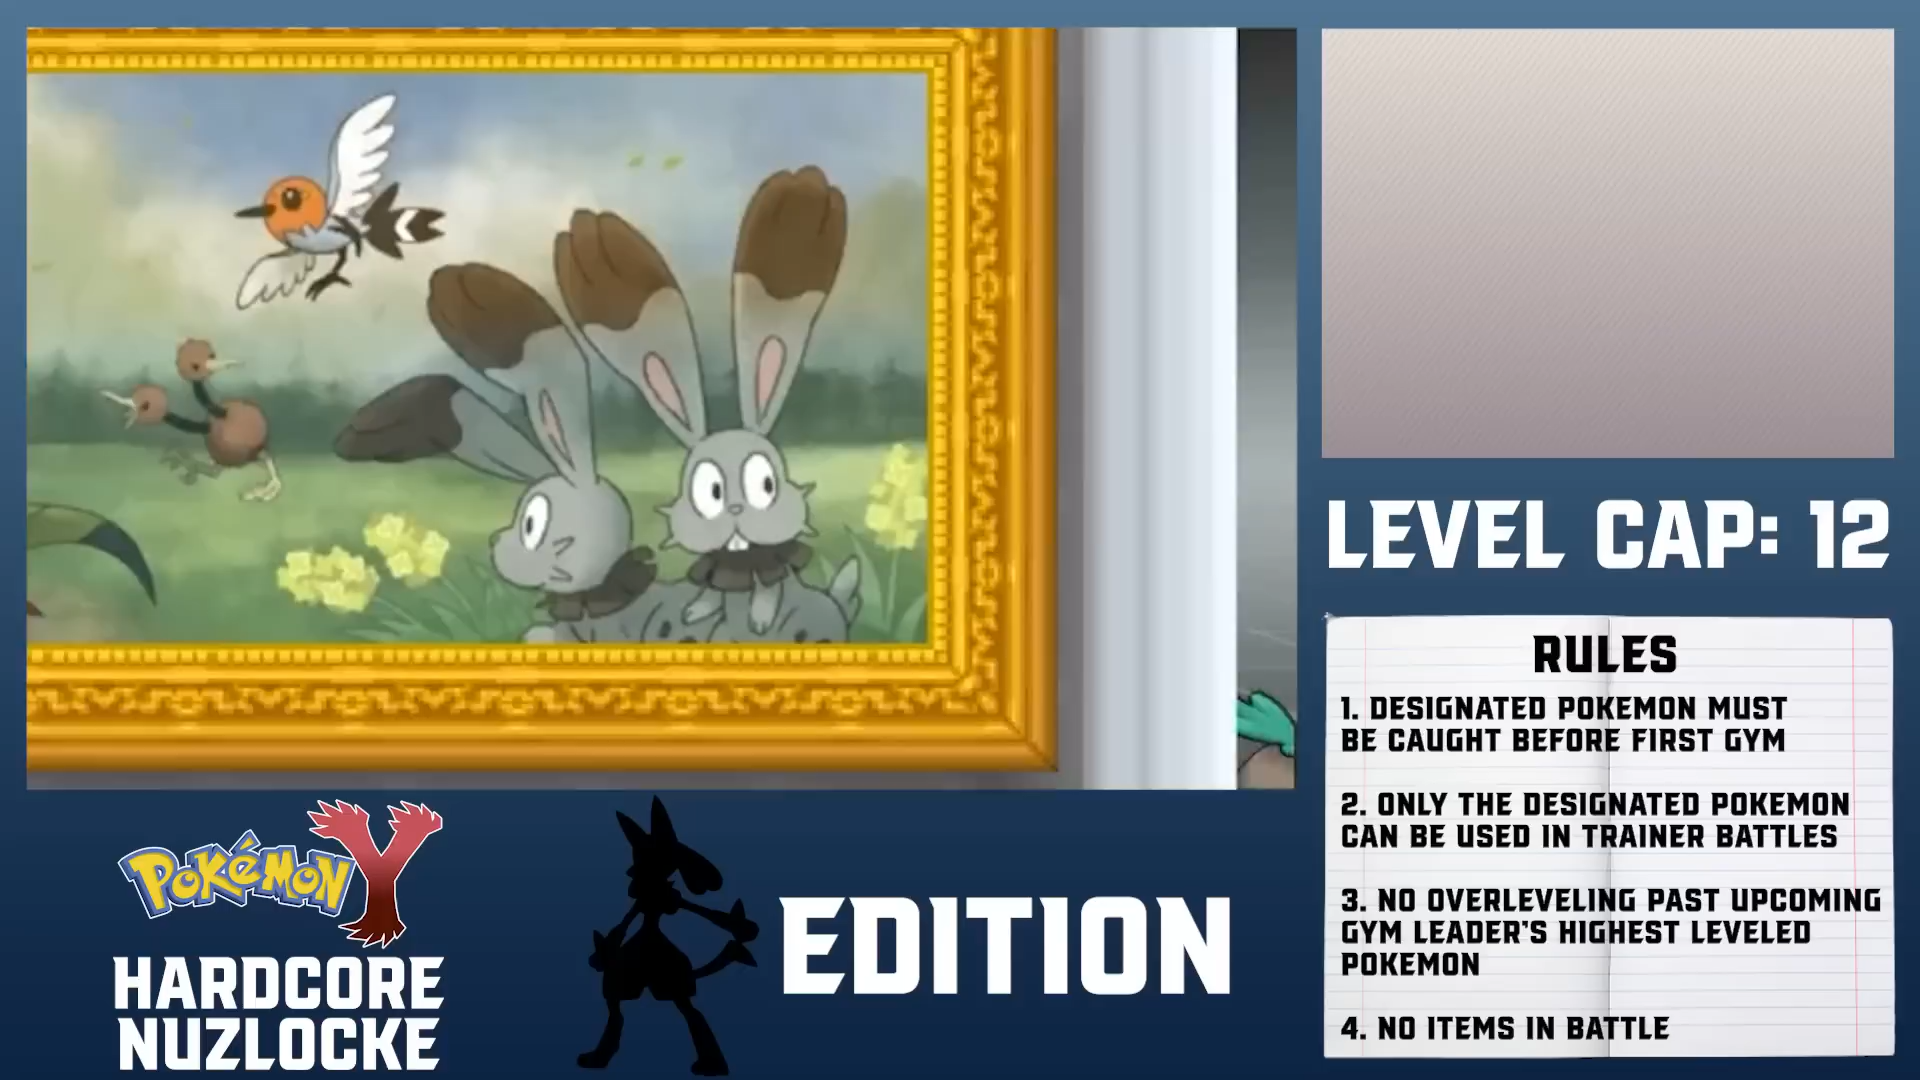 LEVEL CAP: 12
RULES
1. DESIGNATED POKEMON MUST
BE CAUGHT BEFORE FIRST GYM
2. ONLY THE DESIGNATED POKEMON
CAN BE USED IN TRAINER BATTLES
3. NO OVERLEVELING PAST UPCOMING
GYM LEADER'S HIGHEST LEVELED
POKEMON
4. NO ITEMS IN BATTLE
POKéMON Y
HARDCORE
NUZLOCKE
EDITION